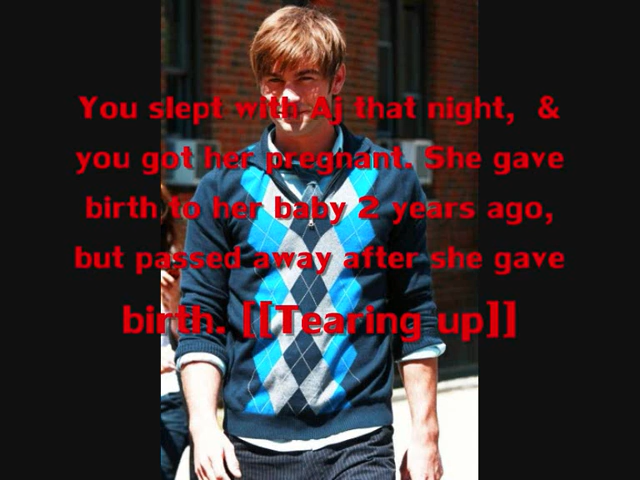 You slept with Aj that night,  &
you got her pregnant. She gave
birth to her baby 2 years ago,
but passed away after she gave
birth. [[Tearing up]]